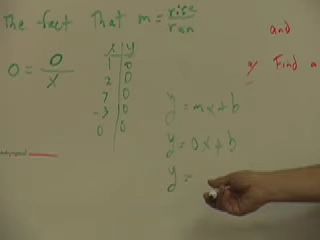 The fact That m = rise/run
and
0 = 0/x
x y
1 0
2 0
7 0
-3 0
0 0
Find a
y = mx + b
y = 0x + b
y =